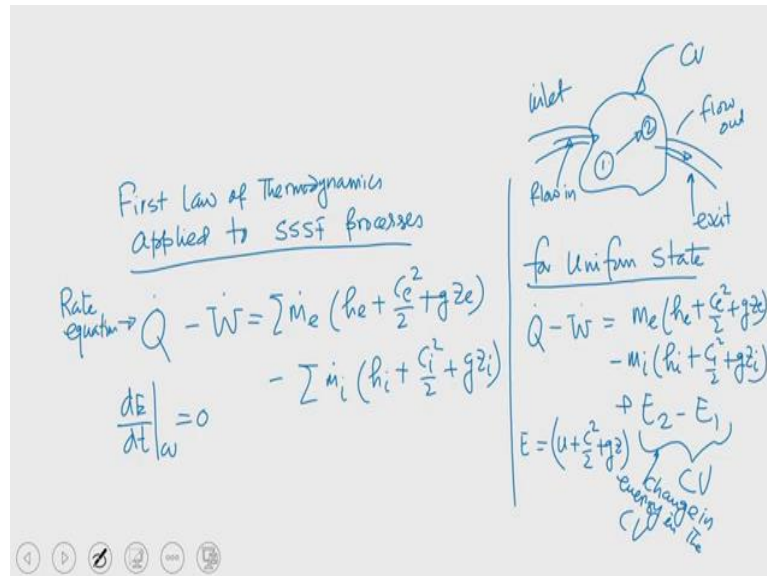 First Law of Thermodynamics
applied to SSSF Processes
Rate
equation → Q̇ - Ẇ = Σ ṁe (he + Ce²/2 + gZe)
- Σ ṁi (hi + Ci²/2 + gZi)
dE/dt |cv = 0
CV
inlet
flow
out
①
②
Flow in
exit
for Uniform State
Q̇ - Ẇ = me (he + Ce²/2 + gZe)
- mi (hi + Ci²/2 + gZi)
+ E2 - E1
E = (u + C²/2 + gz)
CV
Change in
energy in the
CV